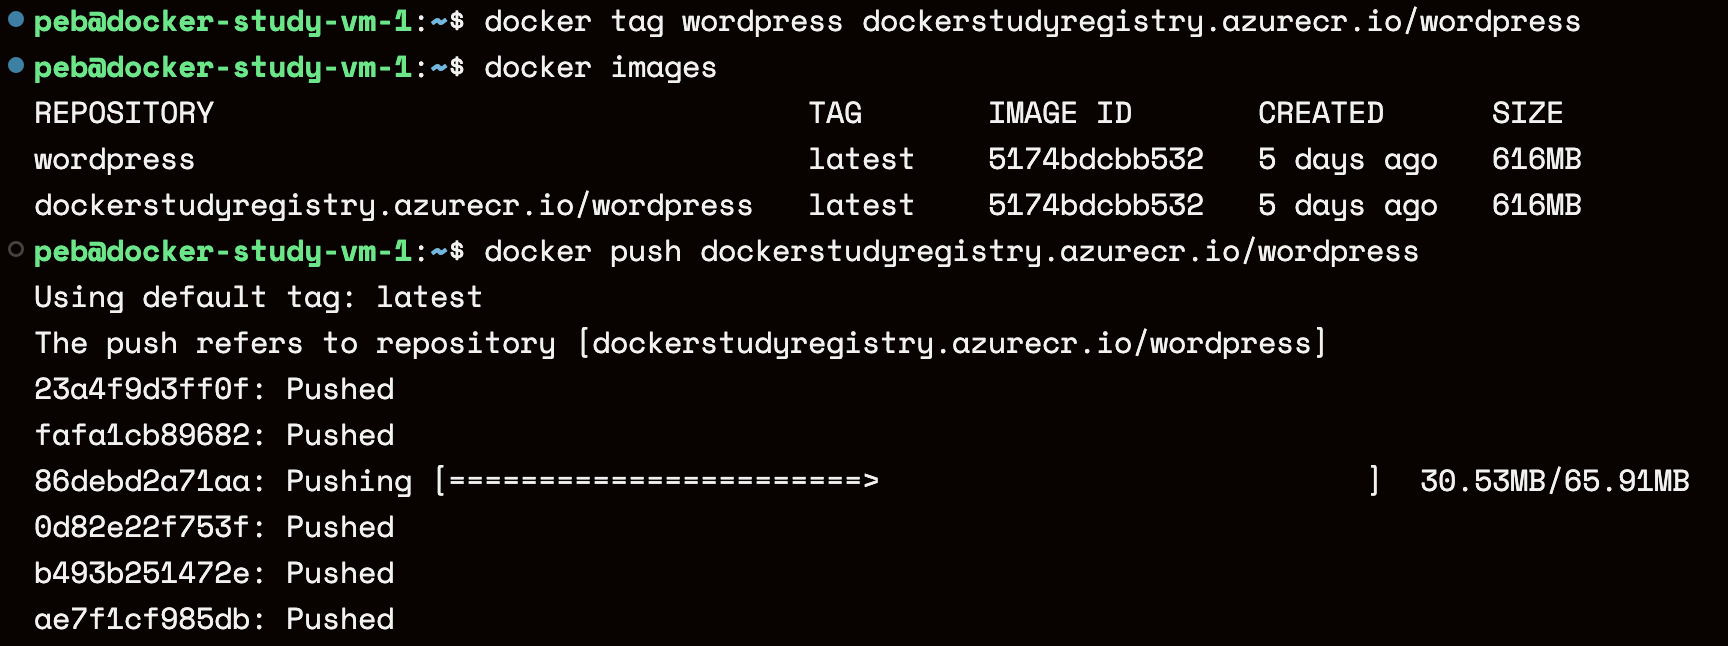 peb@docker-study-vm-1:~$ docker tag wordpress dockerstudyregistry.azurecr.io/wordpress
peb@docker-study-vm-1:~$ docker images
REPOSITORY                                 TAG       IMAGE ID       CREATED      SIZE
wordpress                                  latest    5174bdcbb532   5 days ago   616MB
dockerstudyregistry.azurecr.io/wordpress   latest    5174bdcbb532   5 days ago   616MB
peb@docker-study-vm-1:~$ docker push dockerstudyregistry.azurecr.io/wordpress
Using default tag: latest
The push refers to repository [dockerstudyregistry.azurecr.io/wordpress]
23a4f9d3ff0f: Pushed
fafa1cb89682: Pushed
86debd2a71aa: Pushing [=======================>                           ]  30.53MB/65.91MB
0d82e22f753f: Pushed
b493b251472e: Pushed
ae7f1cf985db: Pushed